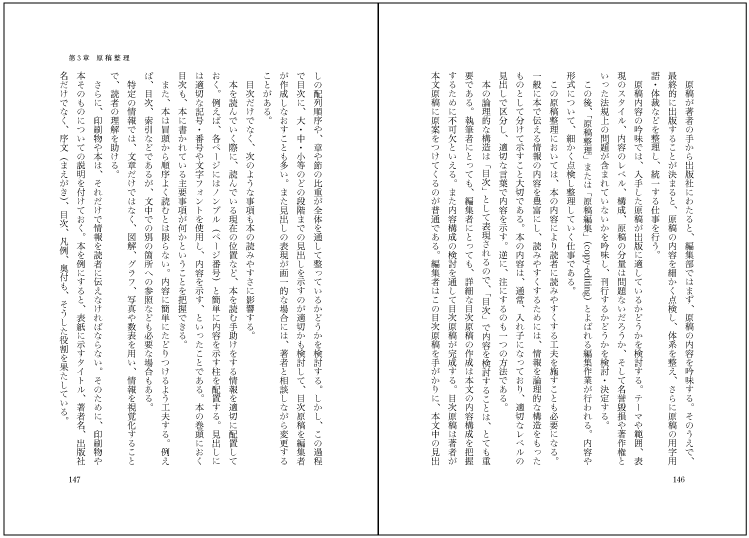 原稿が著者の手から出版社にわたると、編集部ではまず、原稿の内容を吟味する。そのうえで、
最終的に出版することが決まると、原稿の内容を細かく点検し、体系を整え、さらに原稿の用字用
語・体裁などを整理し、統一する仕事を行う。
原稿内容の吟味では、入手した原稿が出版に適しているかどうかを検討する。テーマや範囲、表
現のスタイル、内容のレベル、構成、原稿の分量は問題ないだろうか、そして名誉毀損や著作権と
いった法規上の問題が含まれていないかを吟味し、刊行するかどうかを検討・決定する。
この後、「原稿整理」または「原稿編集」(copy-editing)とよばれる編集作業が行われる。内容や
形式について、細かく点検し整理していく仕事である。
この原稿整理においては、本の内容により読者に読みやすくする工夫を施すことも必要になる。
一般に本で伝える情報の内容を豊富にし、読みやすくするためには、情報を論理的な構造をもった
ものとして分けて示すことが大切である。本の内容は、通常、入れ子になっており、適切なレベルの
見出しで区分し、適切な言葉で内容を示す。逆に、注にするのも一つの方法である。
本の論理的な構造は「目次」として表現されるので、「目次」で内容を検討することは、とても重
要である。執筆者にとっても、編集者にとっても、詳細な目次原稿の作成は本文の内容構成を把握
するために不可欠といえる。また内容構成の検討を通して目次原稿が完成する。目次原稿は著者が
本文原稿に原案をつけてくるのが普通である。編集者はこの目次原稿を手がかりに、本文中の見出
146
第3章 原稿整理
しの配列順序や、章や節の比重が全体を通して整っているかどうかを検討する。しかし、この過程
で目次に、大・中・小等のどの段階までの見出しを示すのが適切かも検討して、目次原稿を編集者
が作成しなおすことも多い。また見出しの表現が画一的な場合には、著者と相談しながら変更する
ことがある。
目次だけでなく、次のような事項も本の読みやすさに影響する。
本を読んでいく際に、読んでいる現在の位置など、本を読む手助けをする情報を適切に配置して
おく。例えば、各ページにはノンブル(ページ番号)と簡単に内容を示す柱を配置する。見出しに
は適切な記号・番号や文字フォントを使用し、内容を示す、といったことである。本の巻頭におく
目次も、本に書かれている主要事項が何かということを把握できる。
また、本は冒頭から順序よく読むとは限らない。内容に簡単にたどりつけるよう工夫する。例え
ば、目次、索引などであるが、文中での別の箇所への参照なども必要な場合もある。
特定の情報では、文章だけではなく、図解、グラフ、写真や数表を用い、情報を視覚化すること
で、読者の理解を助ける。
さらに、印刷物や本は、それだけで情報を読者に伝えなければならない。そのために、印刷物や
本そのものについての説明を付けておく。本を例にすると、表紙に示すタイトル、著者名、出版社
名だけでなく、序文(まえがき)、目次、凡例、奥付も、そうした役割を果たしている。
147